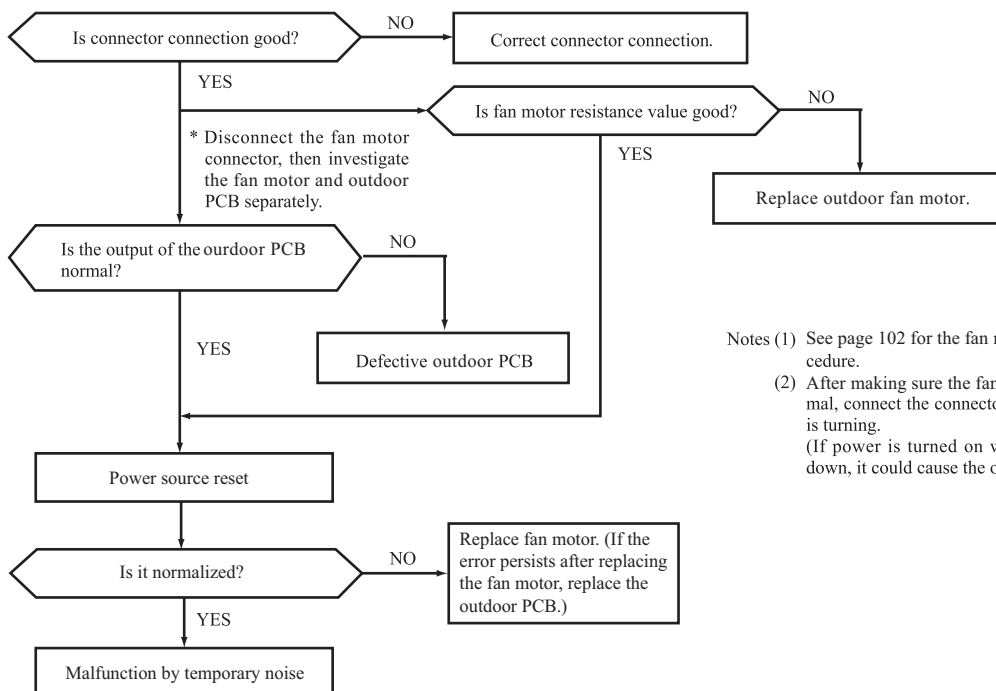 Is connector connection good?
NO
Correct connector connection.
YES
Is fan motor resistance value good?
NO
* Disconnect the fan motor
connector, then investigate
the fan motor and outdoor
PCB separately.
YES
Replace outdoor fan motor.
Is the output of the ourdoor PCB
normal?
NO
YES
Defective outdoor PCB
Notes (1) See page 102 for the fan
cedure.
(2) After making sure the fan
mal, connect the
is turning.
(If power is turned on
down, it could cause the
Power source reset
Is it normalized?
NO
Replace fan motor. (If the
error persists after replacing
the fan motor, replace the
outdoor PCB.)
YES
Malfunction by temporary noise